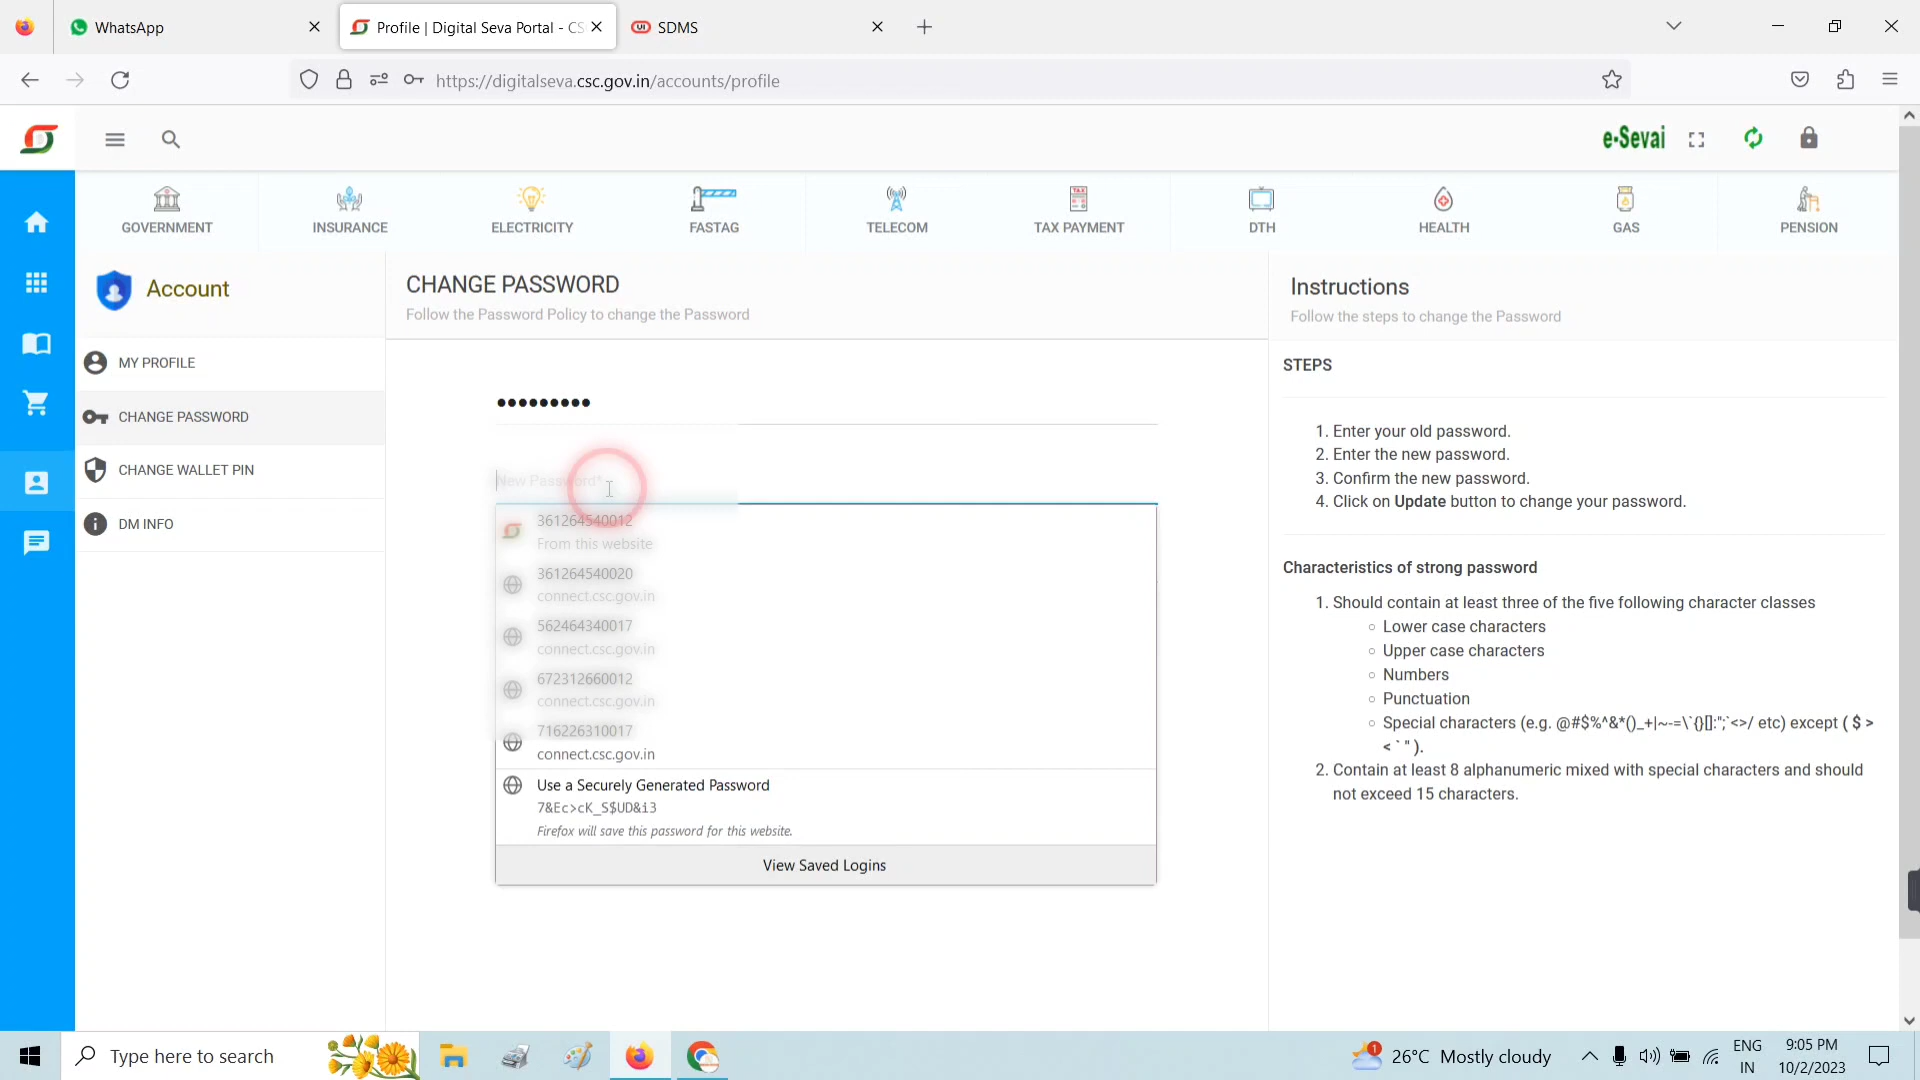 WhatsApp
Profile | Digital Seva Portal - CS
SDMS
https://digitalseva.csc.gov.in/accounts/profile
e-Sevai
GOVERNMENT
INSURANCE
ELECTRICITY
FASTAG
TELECOM
TAX PAYMENT
DTH
HEALTH
GAS
PENSION
Account
MY PROFILE
CHANGE PASSWORD
CHANGE WALLET PIN
DM INFO
CHANGE PASSWORD
Follow the Password Policy to change the Password
•••••••••
New Password*
361264540012
From this website
361264540020
connect.csc.gov.in
562464340017
connect.csc.gov.in
672312660012
connect.csc.gov.in
716226310017
connect.csc.gov.in
Use a Securely Generated Password
7&Ec>cK_S$UD&i3
Firefox will save this password for this website.
View Saved Logins
Instructions
Follow the steps to change the Password
STEPS
1. Enter your old password.
2. Enter the new password.
3. Confirm the new password.
4. Click on Update button to change your password.
Characteristics of strong password
1. Should contain at least three of the five following character classes
Lower case characters
Upper case characters
Numbers
Punctuation
Special characters (e.g. @#$%^&*()_+|~-=\`{}[]:";`<>/ etc) except ( $ >
< ` " ).
2. Contain at least 8 alphanumeric mixed with special characters and should
not exceed 15 characters.
Type here to search
1
26°C Mostly cloudy
ENG
IN
9:05 PM
10/2/2023